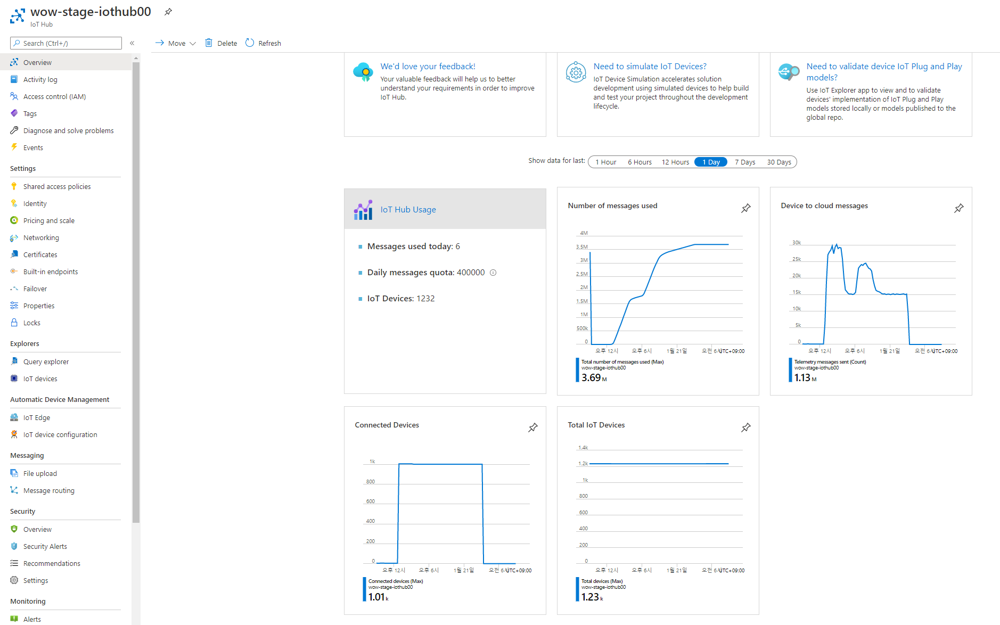 wow-stage-iothub00
IoT Hub
Search (Ctrl+/)
«
Move
Delete
Refresh
Overview
Activity log
Access control (IAM)
Tags
Diagnose and solve problems
Events
Settings
Shared access policies
Identity
Pricing and scale
Networking
Certificates
Built-in endpoints
Failover
Properties
Locks
Explorers
Query explorer
IoT devices
Automatic Device Management
IoT Edge
IoT device configuration
Messaging
File upload
Message routing
Security
Overview
Security Alerts
Recommendations
Settings
Monitoring
Alerts
We'd love your feedback!
Your valuable feedback will help us to better
understand your requirements in order to improve
IoT Hub.
Need to simulate IoT Devices?
IoT Device Simulation accelerates solution
development using simulated devices to help build
and test your project throughout the development
lifecycle.
Need to validate device IoT Plug and Play
models?
Use IoT Explorer app to view and to validate
devices' implementation of IoT Plug and Play
models stored locally or models published to the
global repo.
Show data for last:
1 Hour
6 Hours
12 Hours
1 Day
7 Days
30 Days
IoT Hub Usage
Messages used today: 6
Daily messages quota: 400000
IoT Devices: 1232
Number of messages used
4M
3.5M
3M
2.5M
2M
1.5M
1M
500k
0
오후 12시
오후 6시
1월 21일
오전 6시
UTC+09:00
Total number of messages used (Max)
wow-stage-iothub00
3.69 M
Device to cloud messages
30k
25k
20k
15k
10k
5k
0
오후 12시
오후 6시
1월 21일
오전 6시
UTC+09:00
Telemetry messages sent (Count)
wow-stage-iothub00
1.13 M
Connected Devices
1k
800
600
400
200
0
오후 12시
오후 6시
1월 21일
오전 6시
UTC+09:00
Connected devices (Max)
wow-stage-iothub00
1.01 k
Total IoT Devices
1.4k
1.2k
1k
800
600
400
200
0
오후 12시
오후 6시
1월 21일
오전 6시
UTC+09:00
Total devices (Max)
wow-stage-iothub00
1.23 k